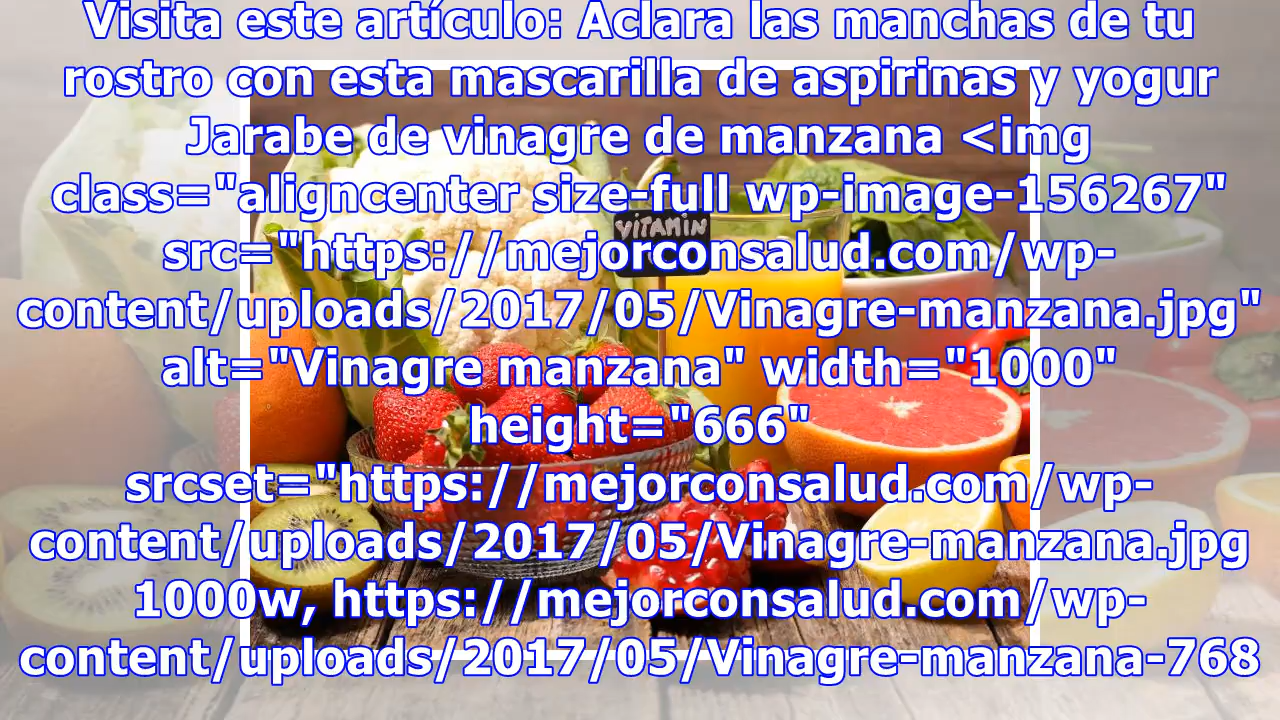 Visita este artículo: Aclara las manchas de tu
rostro con esta mascarilla de aspirinas y yogur
Jarabe de vinagre de manzana <img
class="aligncenter size-full wp-image-156267"
VITAMIN
src="https://mejorconsalud.com/wp-
content/uploads/2017/05/Vinagre-manzana.jpg"
alt="Vinagre manzana" width="1000"
height="666"
srcset="https://mejorconsalud.com/wp-
content/uploads/2017/05/Vinagre-manzana.jpg
1000w, https://mejorconsalud.com/wp-
content/uploads/2017/05/Vinagre-manzana-768